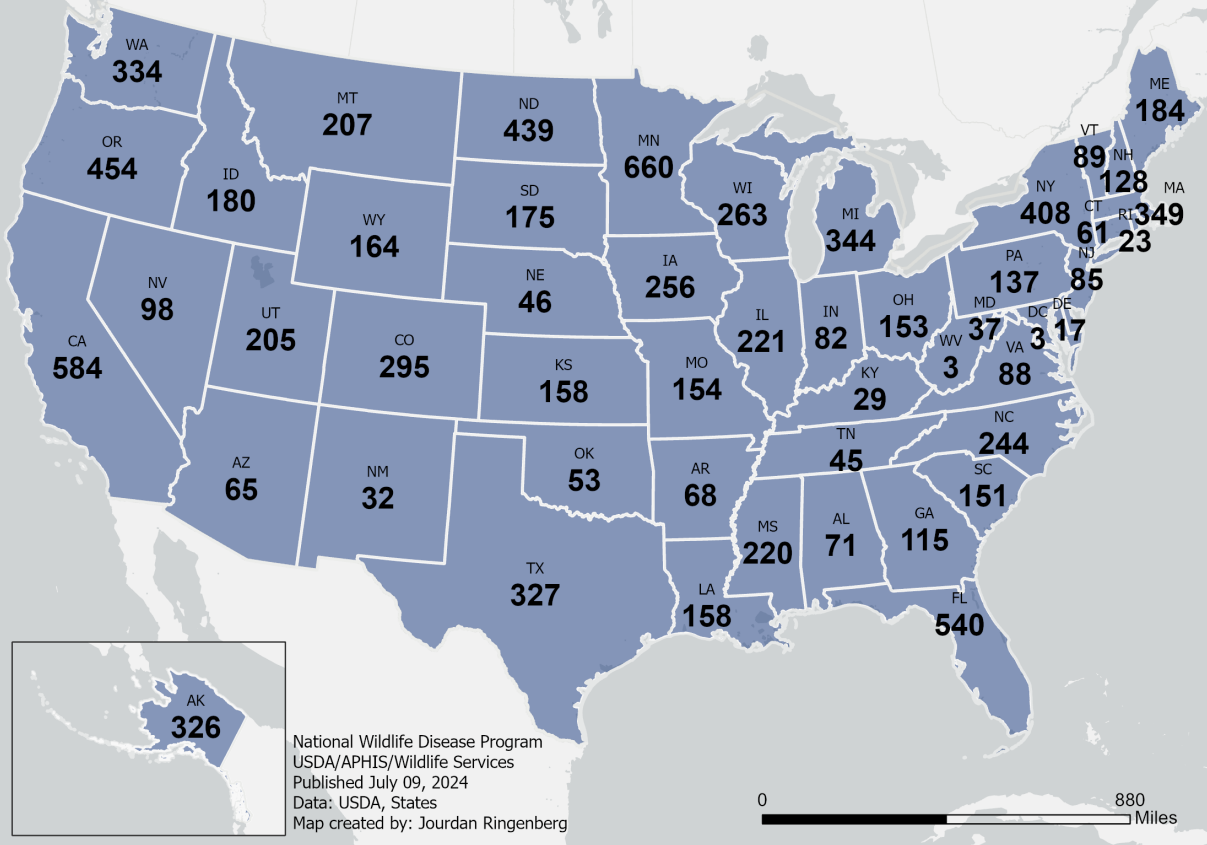 WA
334
MT
207
ND
439
MN
660
ME
184
OR
454
ID
180
SD
175
WI
263
MI
344
VT
89
NH
128
NY
408
MA
349
CT
61
RI
23
WY
164
NE
46
IA
256
PA
137
NJ
85
NV
98
UT
205
CO
295
IL
221
IN
82
OH
153
MD
37
DC
3
DE
17
CA
584
KS
158
MO
154
KY
29
WV
3
VA
88
AZ
65
NM
32
OK
53
AR
68
TN
45
NC
244
SC
151
MS
220
AL
71
GA
115
TX
327
LA
158
FL
540
AK
326
National Wildlife Disease Program
USDA/APHIS/Wildlife Services
Published July 09, 2024
Data: USDA, States
Map created by: Jourdan Ringenberg
0 880
Miles